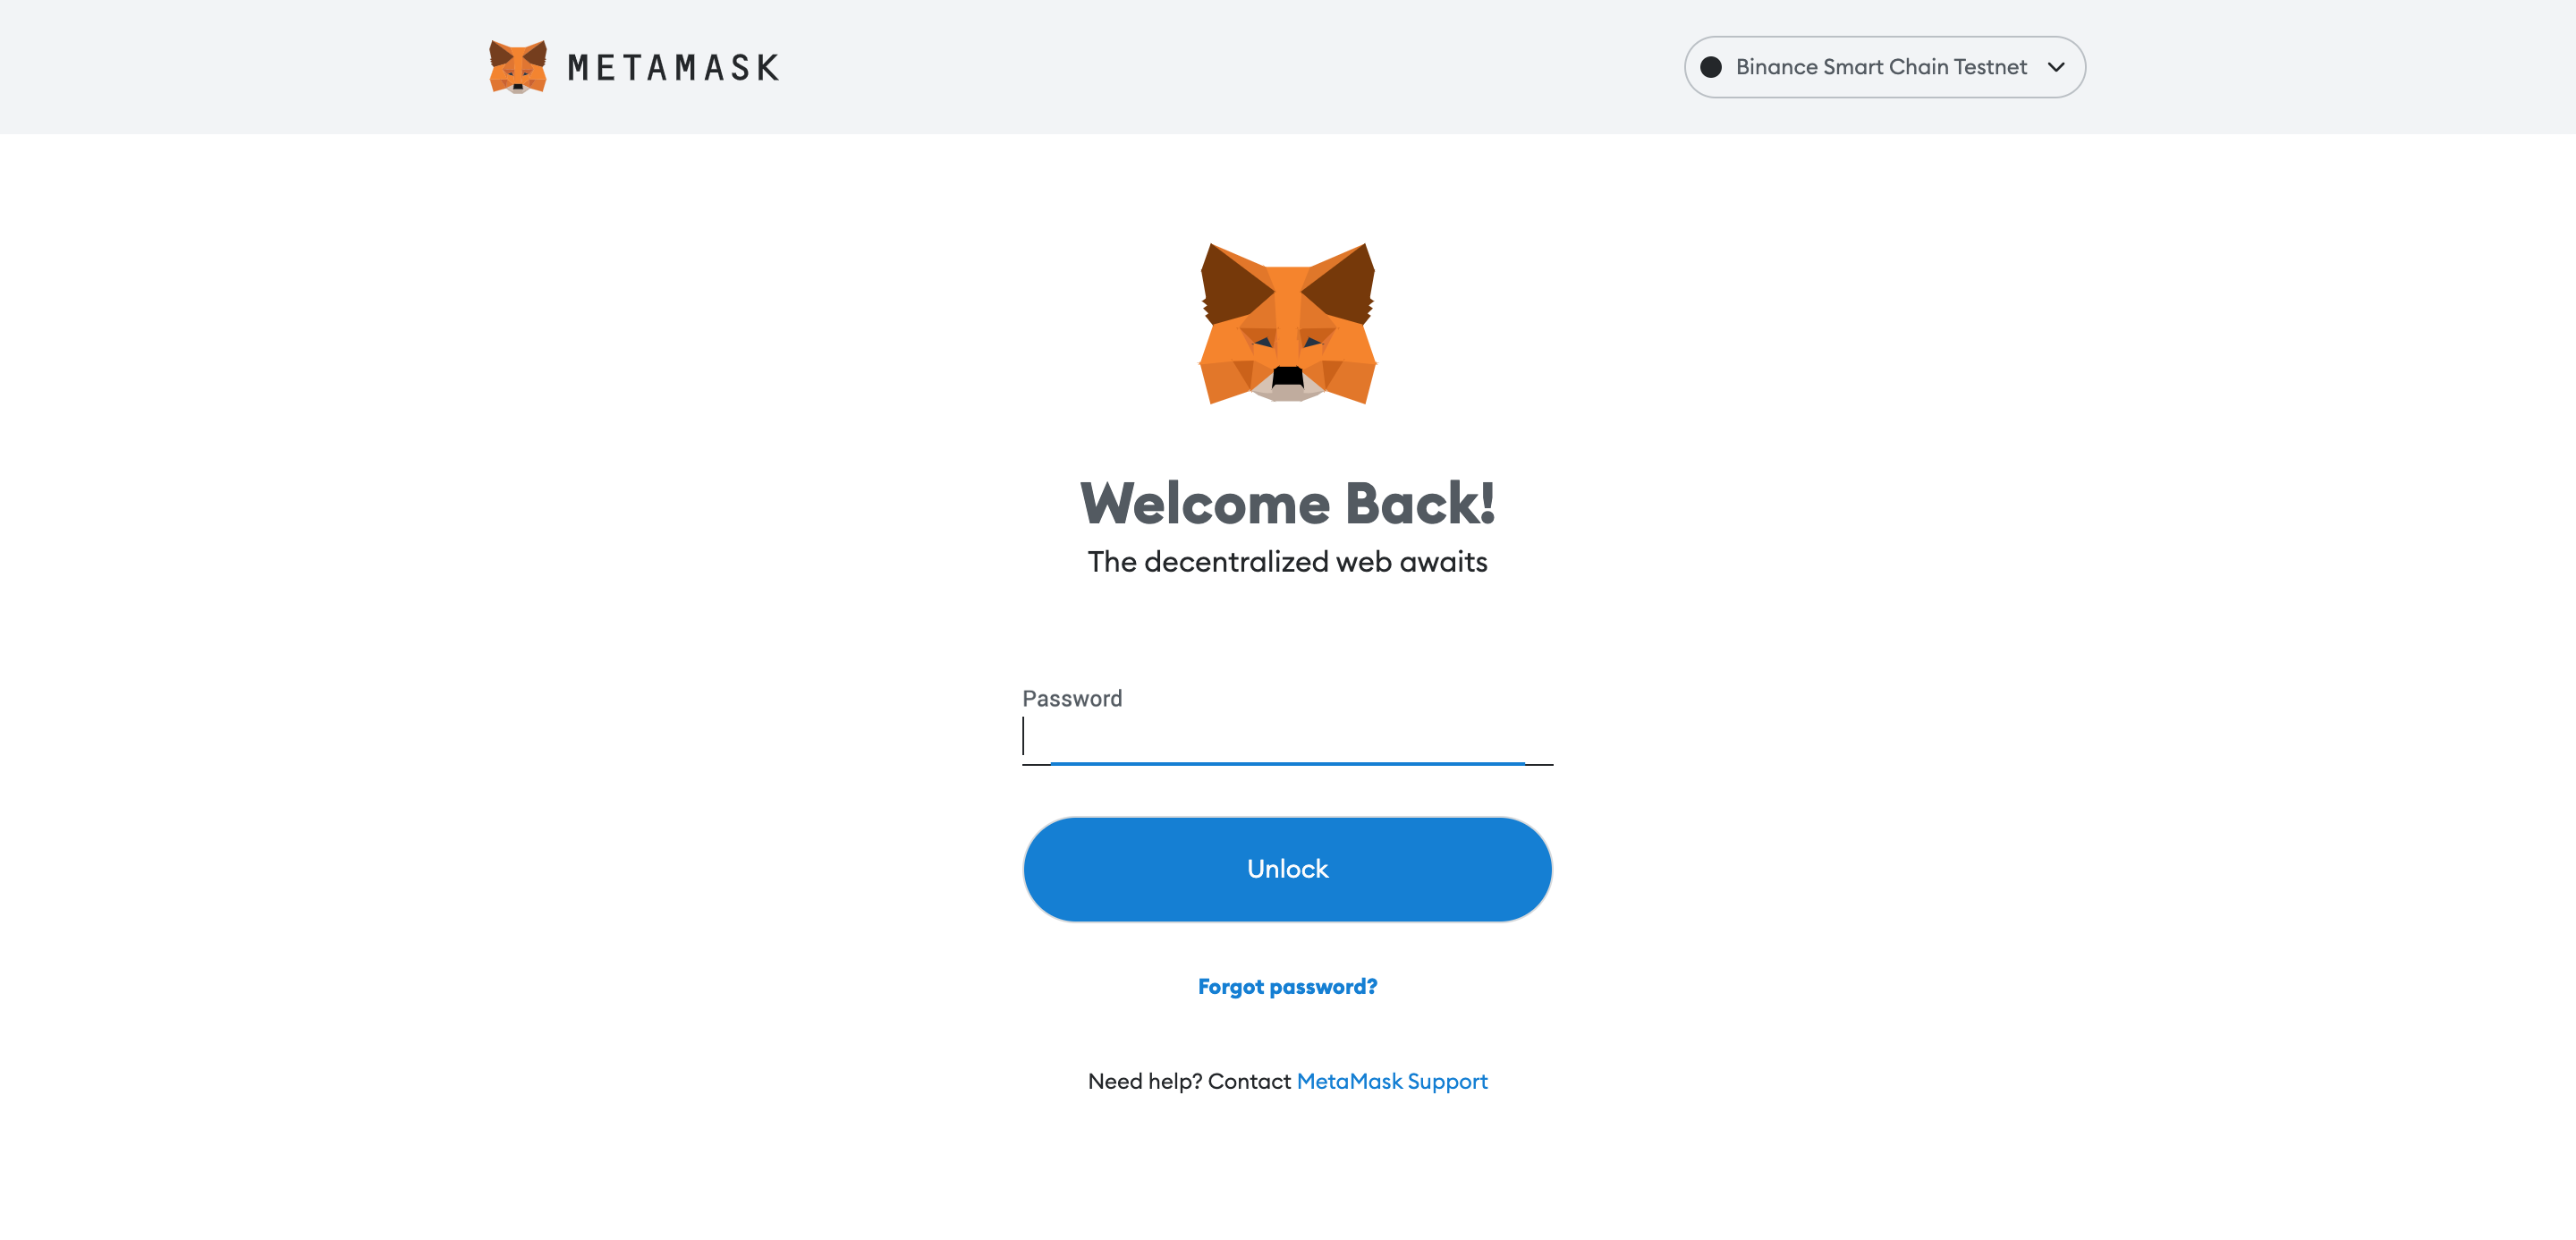 METAMASK
Binance Smart Chain Testnet
Welcome Back!
The decentralized web awaits
Password
Unlock
Forgot password?
Need help? Contact MetaMask Support